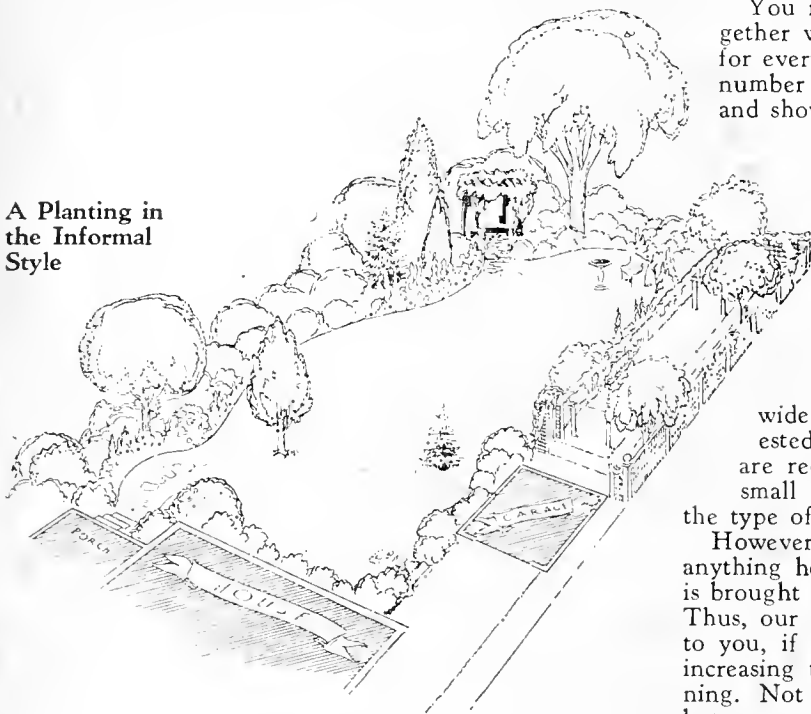 You
gether
for ever
number
and
A Planting in
the Informal
Style
wide
ested
are re
small
the type of
However
anything
is brought
Thus, our
to you, if
increasing
ning. Not
PORCH
HOUSE
GARAGE